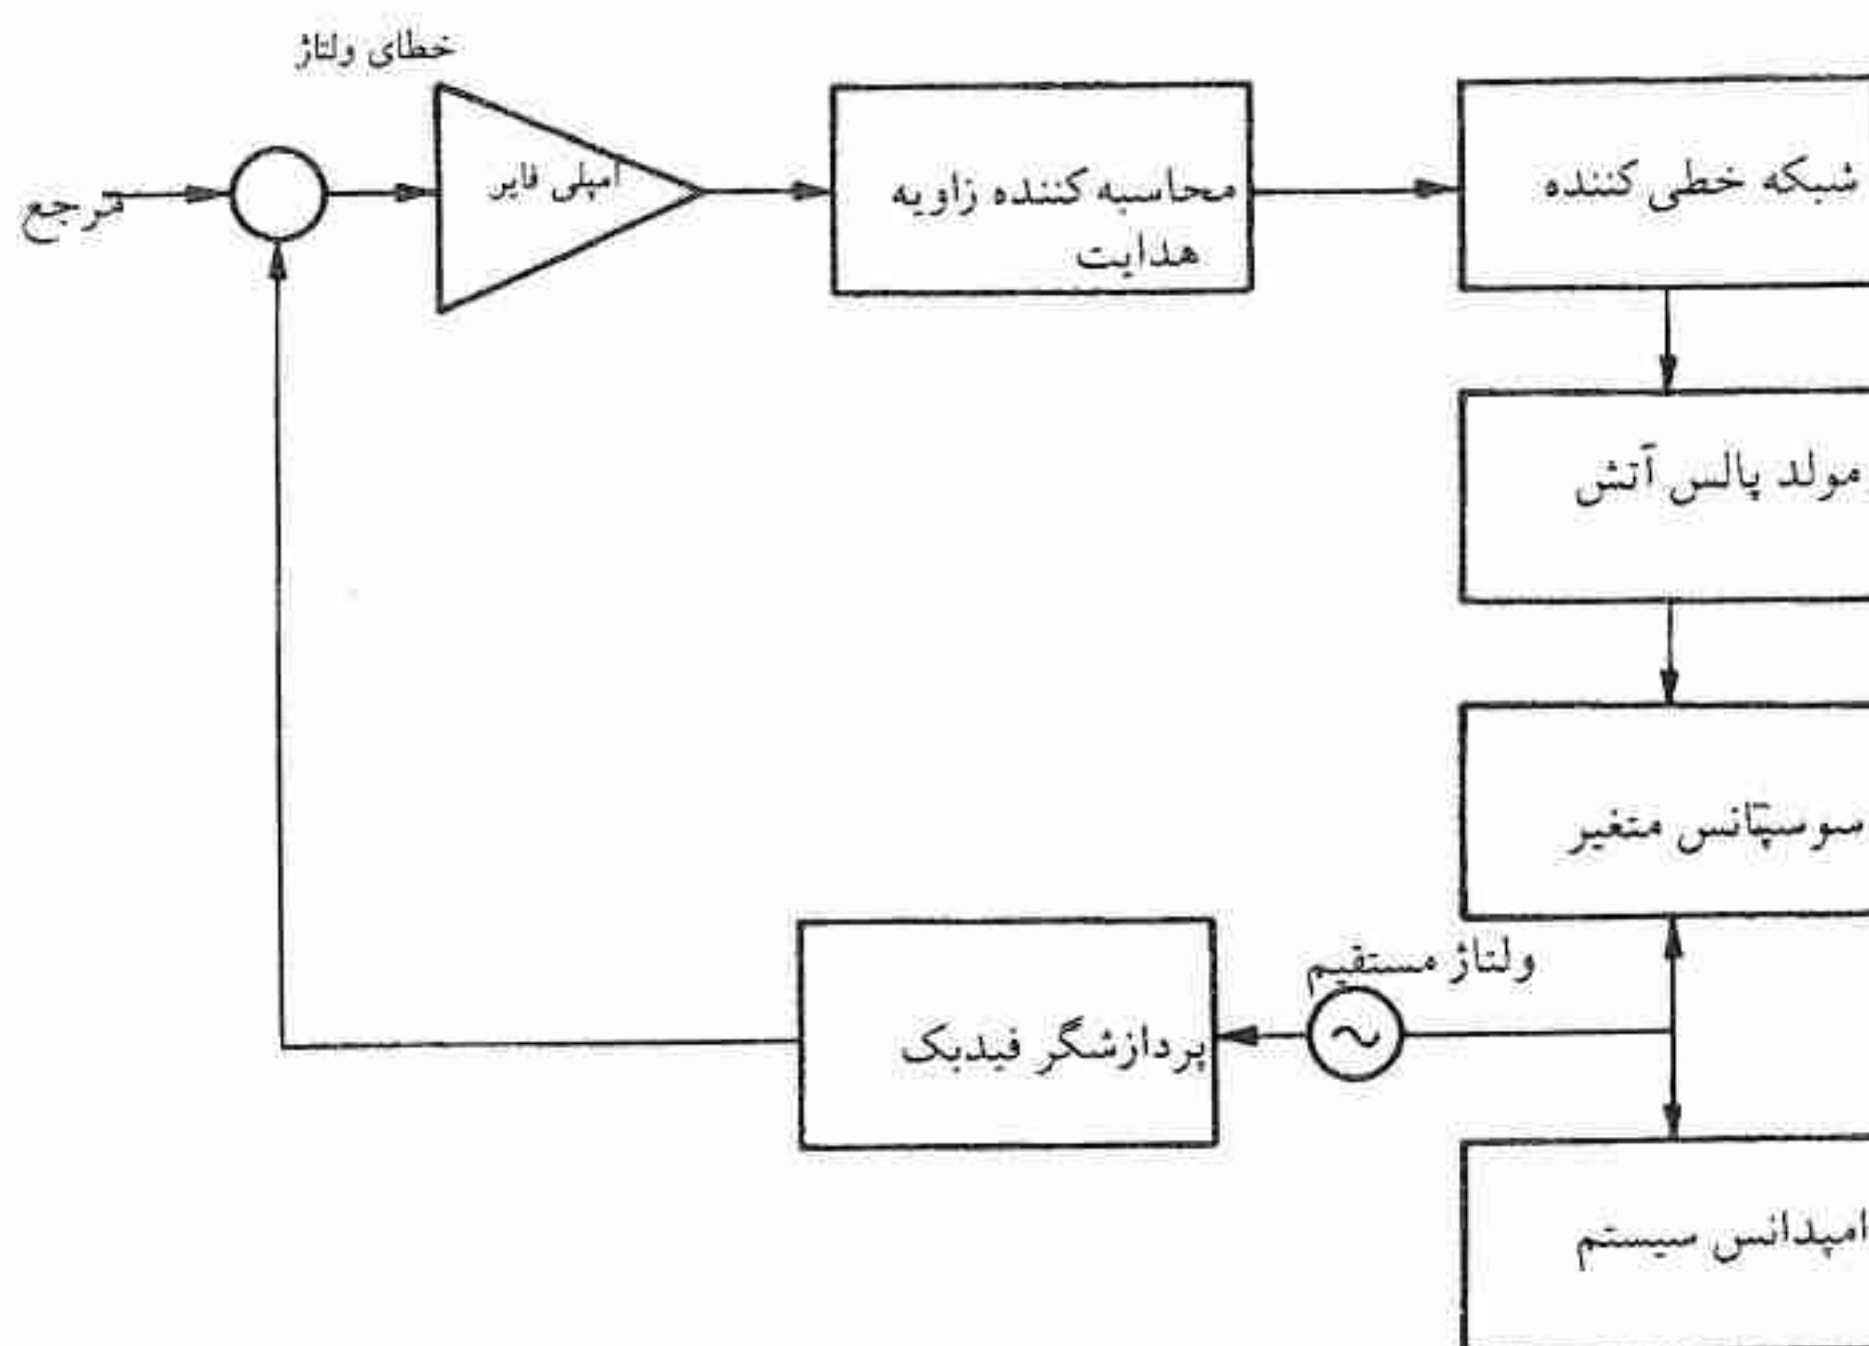 خطای ولتاژ
مرجع
آمپلی فایر
محاسبه کننده زاویه
هدایت
شبکه خطی کننده
مولد پالس آتش
سوسپتانس متغیر
ولتاژ مستقیم
پردازشگر فیدبک
امپدانس سیستم